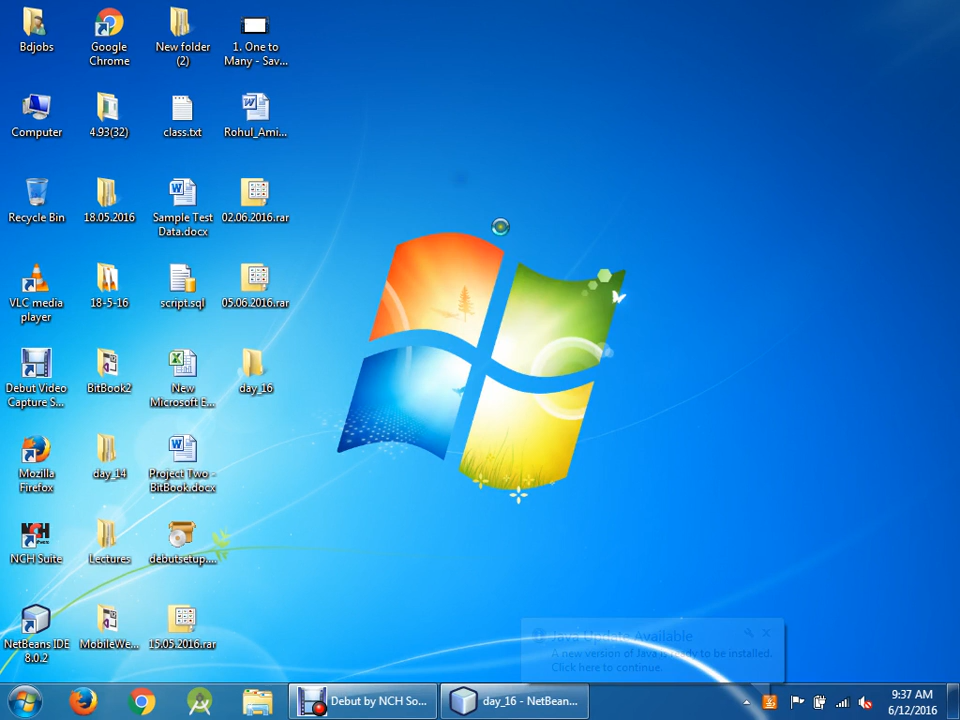 Bdjobs
Google
Chrome
New folder
(2)
1. One to
Many - Sav...
Computer
4.93(32)
class.txt
Rohul_Ami...
Recycle Bin
18.05.2016
Sample Test
Data.docx
02.06.2016.rar
VLC media
player
18-5-16
script.sql
05.06.2016.rar
Debut Video
Capture S...
BitBook2
New
Microsoft E...
day_16
Mozilla
Firefox
day_14
Project Two -
BitBook.docx
NCH
NCH Suite
Lectures
debutsetup....
NetBeans IDE
8.0.2
MobileWe...
15.05.2016.rar
Java Update Available
A new version of Java is ready to be installed.
Click here to continue.
Debut by NCH So...
day_16 - NetBean...
9:37 AM
6/12/2016